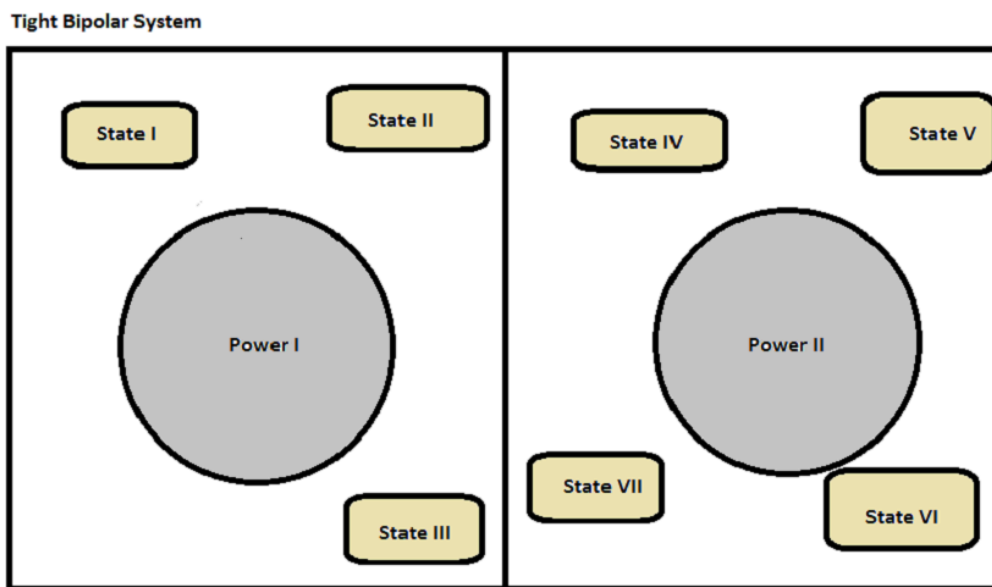 Tight Bipolar System
State I
State II
State IV
State V
Power I
Power II
State VII
State III
State VI